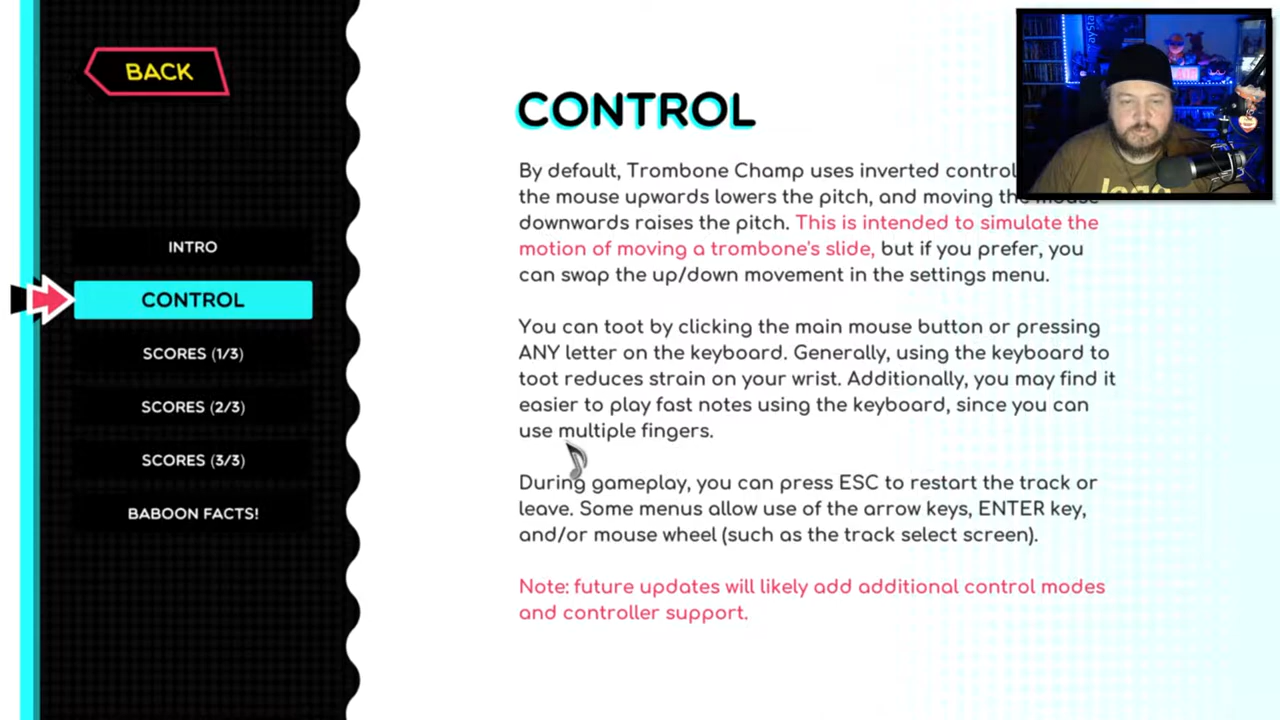 BACK
INTRO
CONTROL
SCORES (1/3)
SCORES (2/3)
SCORES (3/3)
BABOON FACTS!
CONTROL
By default, Trombone Champ uses inverted control
the mouse upwards lowers the pitch, and moving the mouse
downwards raises the pitch. This is intended to simulate the
motion of moving a trombone's slide, but if you prefer, you
can swap the up/down movement in the settings menu.
You can toot by clicking the main mouse button or pressing
ANY letter on the keyboard. Generally, using the keyboard to
toot reduces strain on your wrist. Additionally, you may find it
easier to play fast notes using the keyboard, since you can
use multiple fingers.
During gameplay, you can press ESC to restart the track or
leave. Some menus allow use of the arrow keys, ENTER key,
and/or mouse wheel (such as the track select screen).
Note: future updates will likely add additional control modes
and controller support.